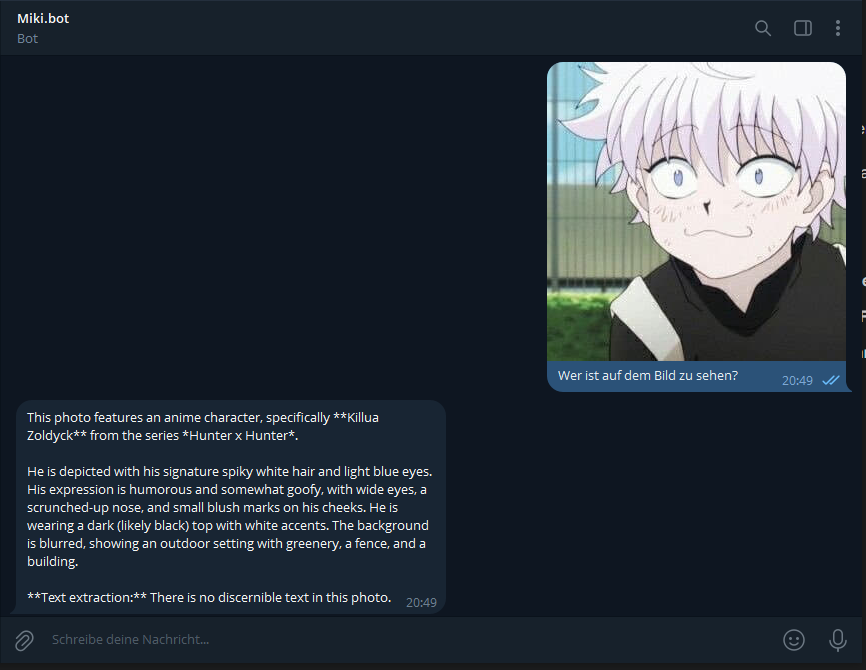 Miki.bot
Bot
Wer ist auf dem Bild zu sehen?
20:49
This photo features an anime character, specifically **Killua
Zoldyck** from the series *Hunter x Hunter*.
He is depicted with his signature spiky white hair and light blue eyes.
His expression is humorous and somewhat goofy, with wide eyes, a
scrunched-up nose, and small blush marks on his cheeks. He is
wearing a dark (likely black) top with white accents. The background
is blurred, showing an outdoor setting with greenery, a fence, and a
building.
**Text extraction:** There is no discernible text in this photo.
20:49
Schreibe deine Nachricht...